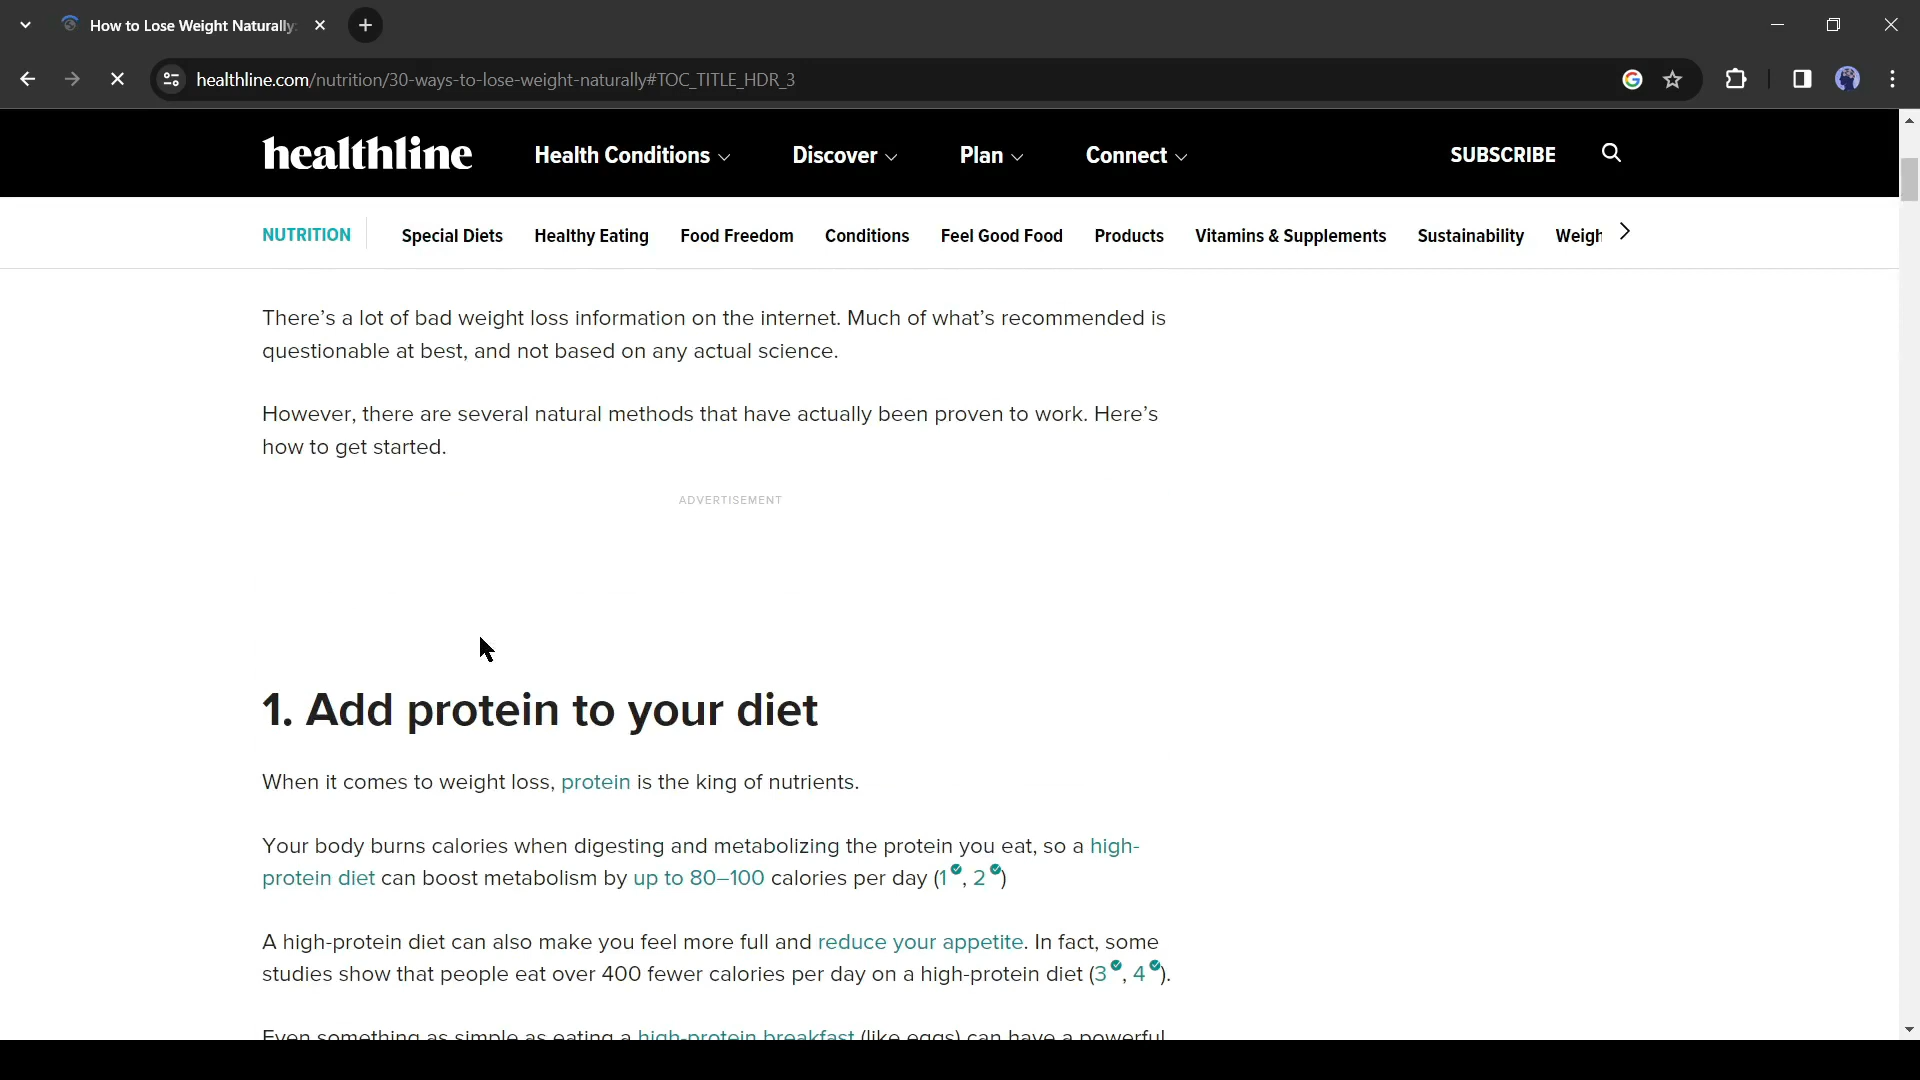 How to Lose Weight Naturally:
healthline.com/nutrition/30-ways-to-lose-weight-naturally#TOC_TITLE_HDR_3
healthline
Health Conditions
Discover
Plan
Connect
SUBSCRIBE
NUTRITION
Special Diets
Healthy Eating
Food Freedom
Conditions
Feel Good Food
Products
Vitamins & Supplements
Sustainability
Weigh
There's a lot of bad weight loss information on the internet. Much of what's recommended is
questionable at best, and not based on any actual science.
However, there are several natural methods that have actually been proven to work. Here's
how to get started.
ADVERTISEMENT
1. Add protein to your diet
When it comes to weight loss, protein is the king of nutrients.
Your body burns calories when digesting and metabolizing the protein you eat, so a high-
protein diet can boost metabolism by up to 80–100 calories per day (1, 2)
A high-protein diet can also make you feel more full and reduce your appetite. In fact, some
studies show that people eat over 400 fewer calories per day on a high-protein diet (3, 4).
Even something as simple as eating a high-protein breakfast (like eggs) can have a powerful